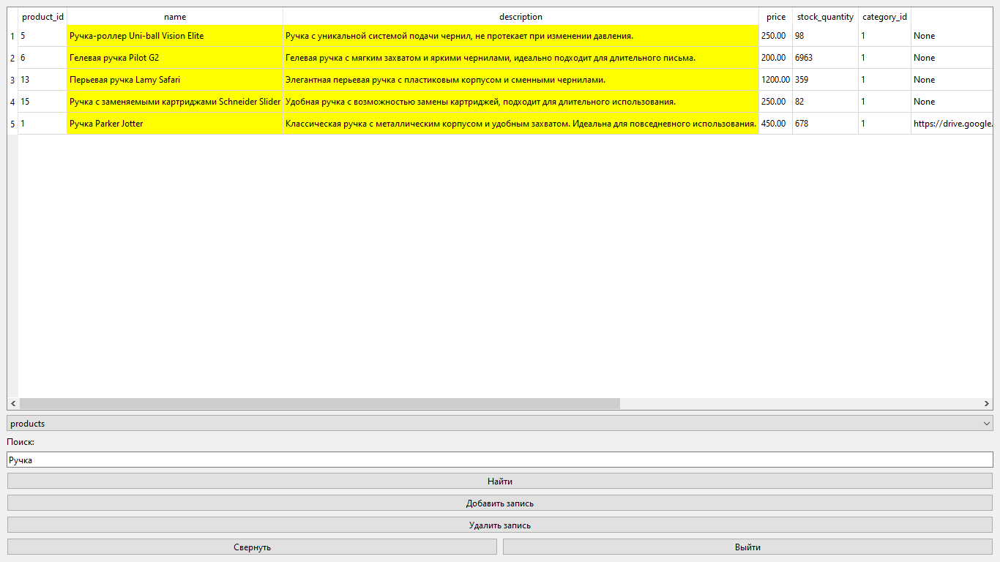 product_id name description price stock_quantity category_id
1 5 Ручка-роллер Uni-ball Vision Elite Ручка с уникальной системой подачи чернил, не протекает при изменении давления. 250.00 98 1 None
2 6 Гелевая ручка Pilot G2 Гелевая ручка с мягким захватом и яркими чернилами, идеально подходит для длительного письма. 200.00 6963 1 None
3 13 Перьевая ручка Lamy Safari Элегантная перьевая ручка с пластиковым корпусом и сменными чернилами. 1200.00 359 1 None
4 15 Ручка с заменяемыми картриджами Schneider Slider Удобная ручка с возможностью замены картриджей, подходит для длительного использования. 250.00 82 1 None
5 1 Ручка Parker Jotter Классическая ручка с металлическим корпусом и удобным захватом. Идеальна для повседневного использования. 450.00 678 1 https://drive.google.
products
Поиск:
Ручка
Найти
Добавить запись
Удалить запись
Свернуть Выйти